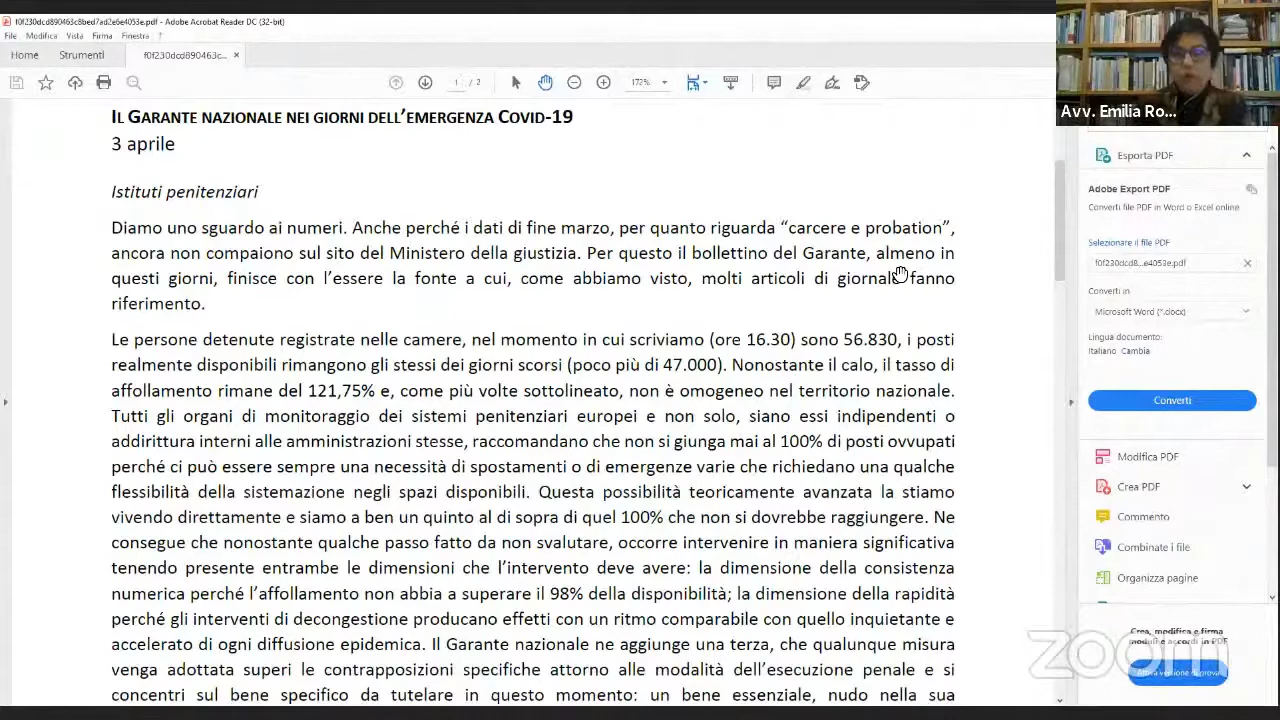 f0f230dcd890463c8bed7ad2e6e4053e.pdf - Adobe Acrobat Reader DC (32-bit)
File Modifica Vista Firma Finestra ?
Home Strumenti f0f230dcd890463c... ×
1 / 2 172%
Avv. Emilia Ro...
IL GARANTE NAZIONALE NEI GIORNI DELL’EMERGENZA COVID-19
3 aprile
Istituti penitenziari
Diamo uno sguardo ai numeri. Anche perché i dati di fine marzo, per quanto riguarda “carcere e probation”,
ancora non compaiono sul sito del Ministero della giustizia. Per questo il bollettino del Garante, almeno in
questi giorni, finisce con l’essere la fonte a cui, come abbiamo visto, molti articoli di giornale fanno
riferimento.
Le persone detenute registrate nelle camere, nel momento in cui scriviamo (ore 16.30) sono 56.830, i posti
realmente disponibili rimangono gli stessi dei giorni scorsi (poco più di 47.000). Nonostante il calo, il tasso di
affollamento rimane del 121,75% e, come più volte sottolineato, non è omogeneo nel territorio nazionale.
Tutti gli organi di monitoraggio dei sistemi penitenziari europei e non solo, siano essi indipendenti o
addirittura interni alle amministrazioni stesse, raccomandano che non si giunga mai al 100% di posti ovvupati
perché ci può essere sempre una necessità di spostamenti o di emergenze varie che richiedano una qualche
flessibilità della sistemazione negli spazi disponibili. Questa possibilità teoricamente avanzata la stiamo
vivendo direttamente e siamo a ben un quinto al di sopra di quel 100% che non si dovrebbe raggiungere. Ne
consegue che nonostante qualche passo fatto da non svalutare, occorre intervenire in maniera significativa
tenendo presente entrambe le dimensioni che l’intervento deve avere: la dimensione della consistenza
numerica perché l’affollamento non abbia a superare il 98% della disponibilità; la dimensione della rapidità
perché gli interventi di decongestione producano effetti con un ritmo comparabile con quello inquietante e
accelerato di ogni diffusione epidemica. Il Garante nazionale ne aggiunge una terza, che qualunque misura
venga adottata superi le contrapposizioni specifiche attorno alle modalità dell’esecuzione penale e si
concentri sul bene specifico da tutelare in questo momento: un bene essenziale, nudo nella sua
Esporta PDF
Adobe Export PDF
Converti file PDF in Word o Excel online
Selezionare il file PDF
f0f230dcd8...e4053e.pdf ×
Converti in
Microsoft Word (*.docx)
Lingua documento:
Italiano Cambia
Converti
Modifica PDF
Crea PDF
Commento
Combinate i file
Organizza pagine
Crea, modifica e firma
moduli e accordi in PDF
Attiva versione di prova
zoom